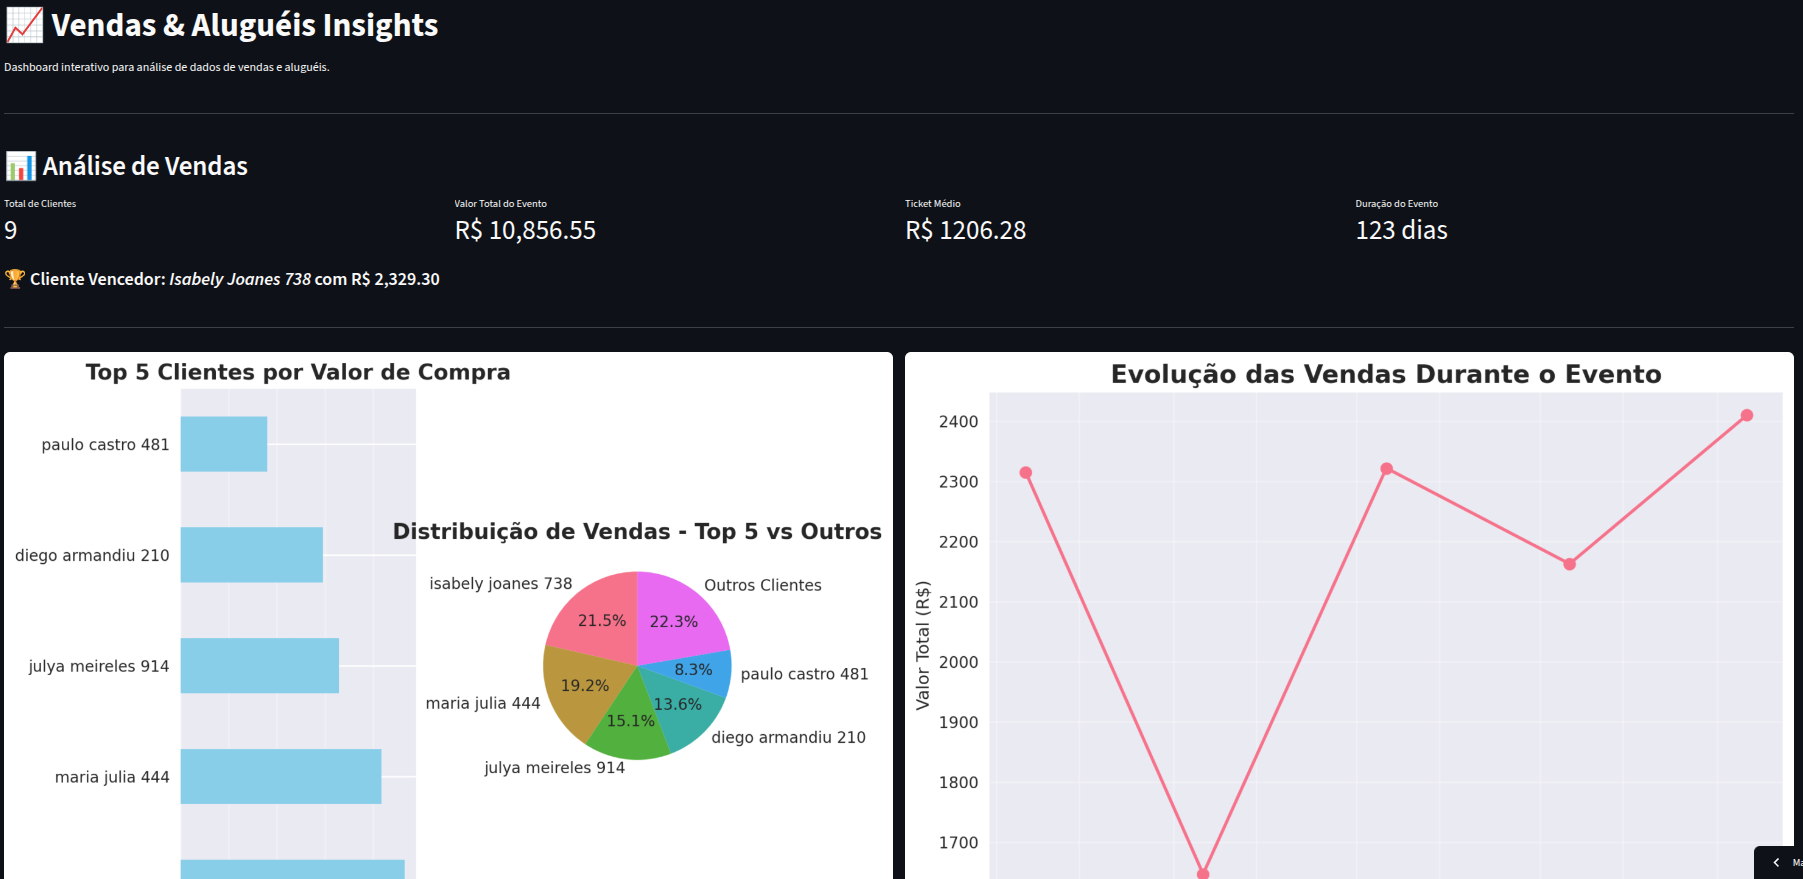 📈 Vendas & Aluguéis Insights
Dashboard interativo para análise de dados de vendas e aluguéis.
📊 Análise de Vendas
Total de Clientes
9
Valor Total do Evento
R$ 10,856.55
Ticket Médio
R$ 1206.28
Duração do Evento
123 dias
🏆 Cliente Vencedor: Isabely Joanes 738 com R$ 2,329.30
Top 5 Clientes por Valor de Compra
paulo castro 481
diego armandiu 210
julya meireles 914
maria julia 444
Distribuição de Vendas - Top 5 vs Outros
isabely joanes 738
Outros Clientes
21.5%
22.3%
8.3%
paulo castro 481
19.2%
maria julia 444
13.6%
15.1%
diego armandiu 210
julya meireles 914
Evolução das Vendas Durante o Evento
Valor Total (R$)
2400
2300
2200
2100
2000
1900
1800
1700